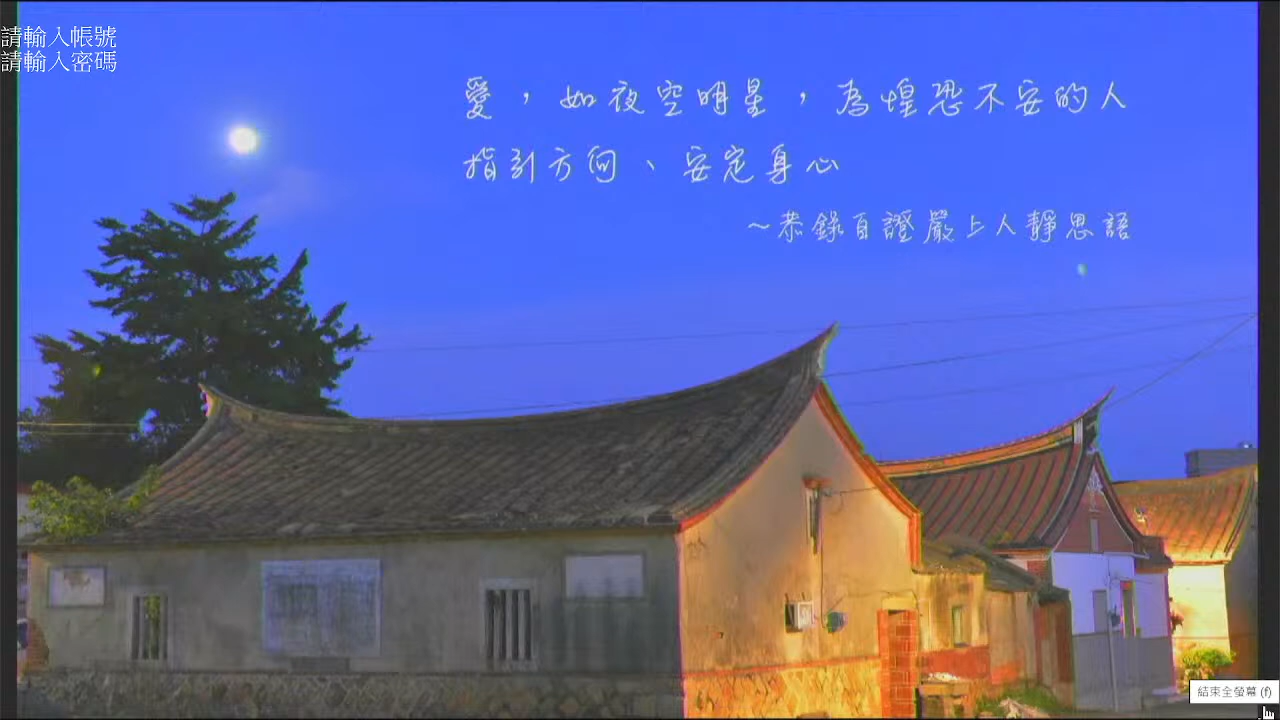 請輸入帳號
請輸入密碼
愛，如夜空明星，為惶恐不安的人
指引方向、安定身心
~恭錄自證嚴上人靜思語
結束全螢幕 (f)